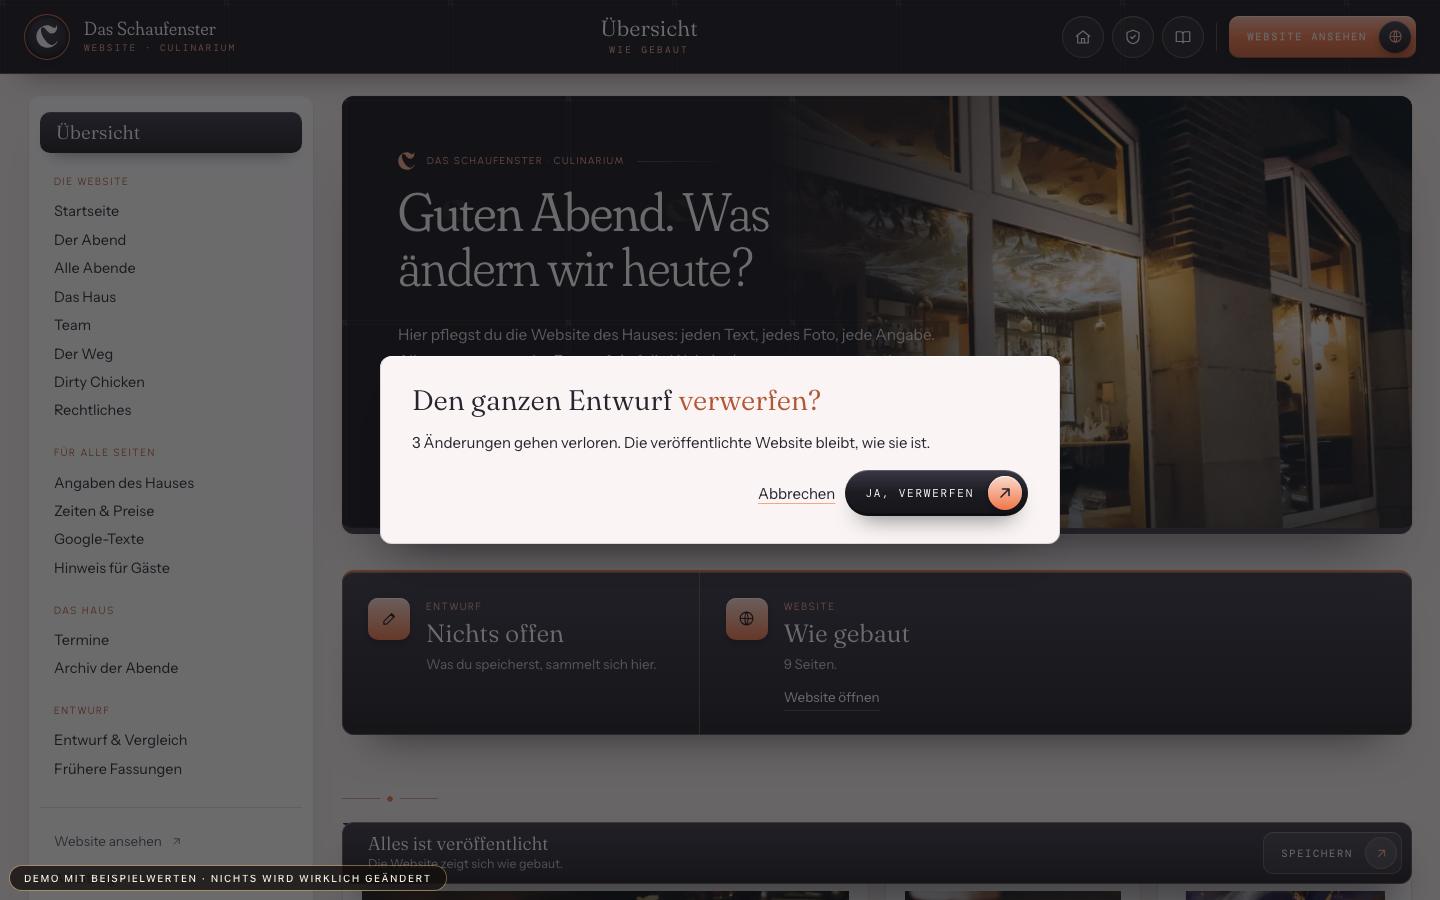 Das Schaufenster
WEBSITE · CULINARIUM
Übersicht
WIE GEBAUT
WEBSITE ANSEHEN
Übersicht
DIE WEBSITE
Startseite
Der Abend
Alle Abende
Das Haus
Team
Der Weg
Dirty Chicken
Rechtliches
FÜR ALLE SEITEN
Angaben des Hauses
Zeiten & Preise
Google-Texte
Hinweis für Gäste
DAS HAUS
Termine
Archiv der Abende
ENTWURF
Entwurf & Vergleich
Frühere Fassungen
Website ansehen
DAS SCHAUFENSTER · CULINARIUM
Guten Abend. Was
ändern wir heute?
Hier pflegst du die Website des Hauses: jeden Text, jedes Foto, jede Angabe.
Den ganzen Entwurf verwerfen?
3 Änderungen gehen verloren. Die veröffentlichte Website bleibt, wie sie ist.
Abbrechen
JA, VERWERFEN
ENTWURF
Nichts offen
Was du speicherst, sammelt sich hier.
WEBSITE
Wie gebaut
9 Seiten.
Website öffnen
Alles ist veröffentlicht
Die Website zeigt sich wie gebaut.
SPEICHERN
DEMO MIT BEISPIELWERTEN · NICHTS WIRD WIRKLICH GEÄNDERT